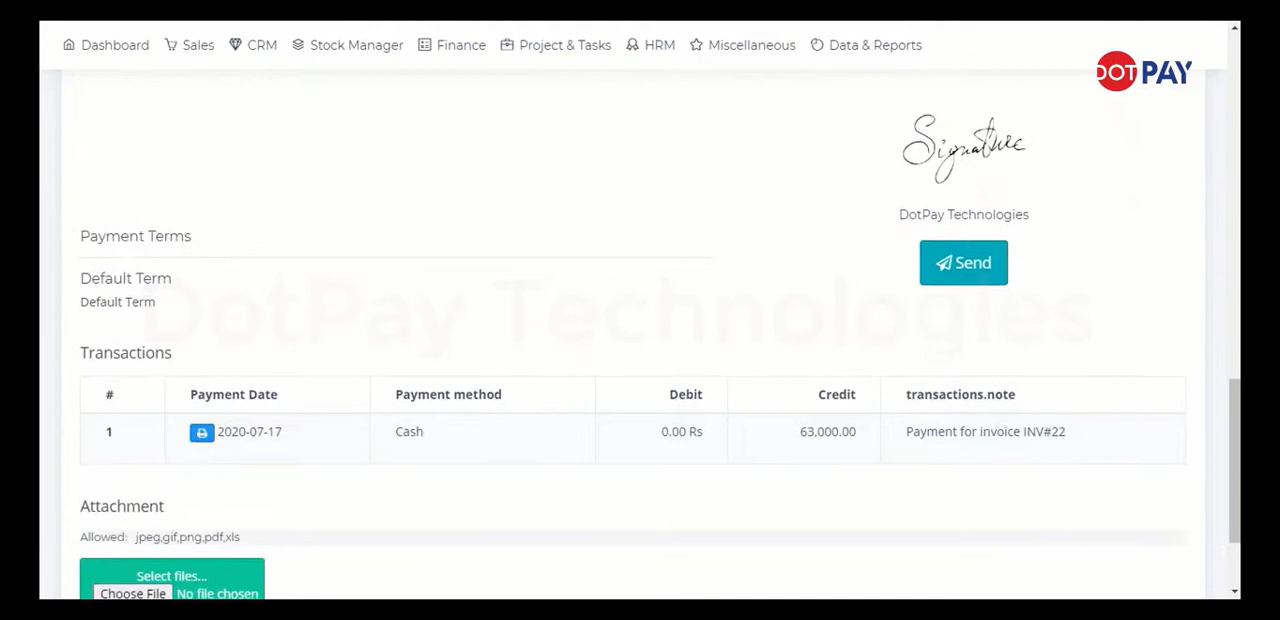 Dashboard Sales CRM Stock Manager Finance Project & Tasks HRM Miscellaneous Data & Reports
DOTPAY
Signature
DotPay Technologies
Send
Payment Terms
Default Term
Default Term
DotPay Technologies
Transactions
# Payment Date Payment method Debit Credit transactions.note
1 2020-07-17 Cash 0.00 Rs 63,000.00 Payment for invoice INV#22
Attachment
Allowed: jpeg,gif,png,pdf,xls
Select files...
Choose File No file chosen